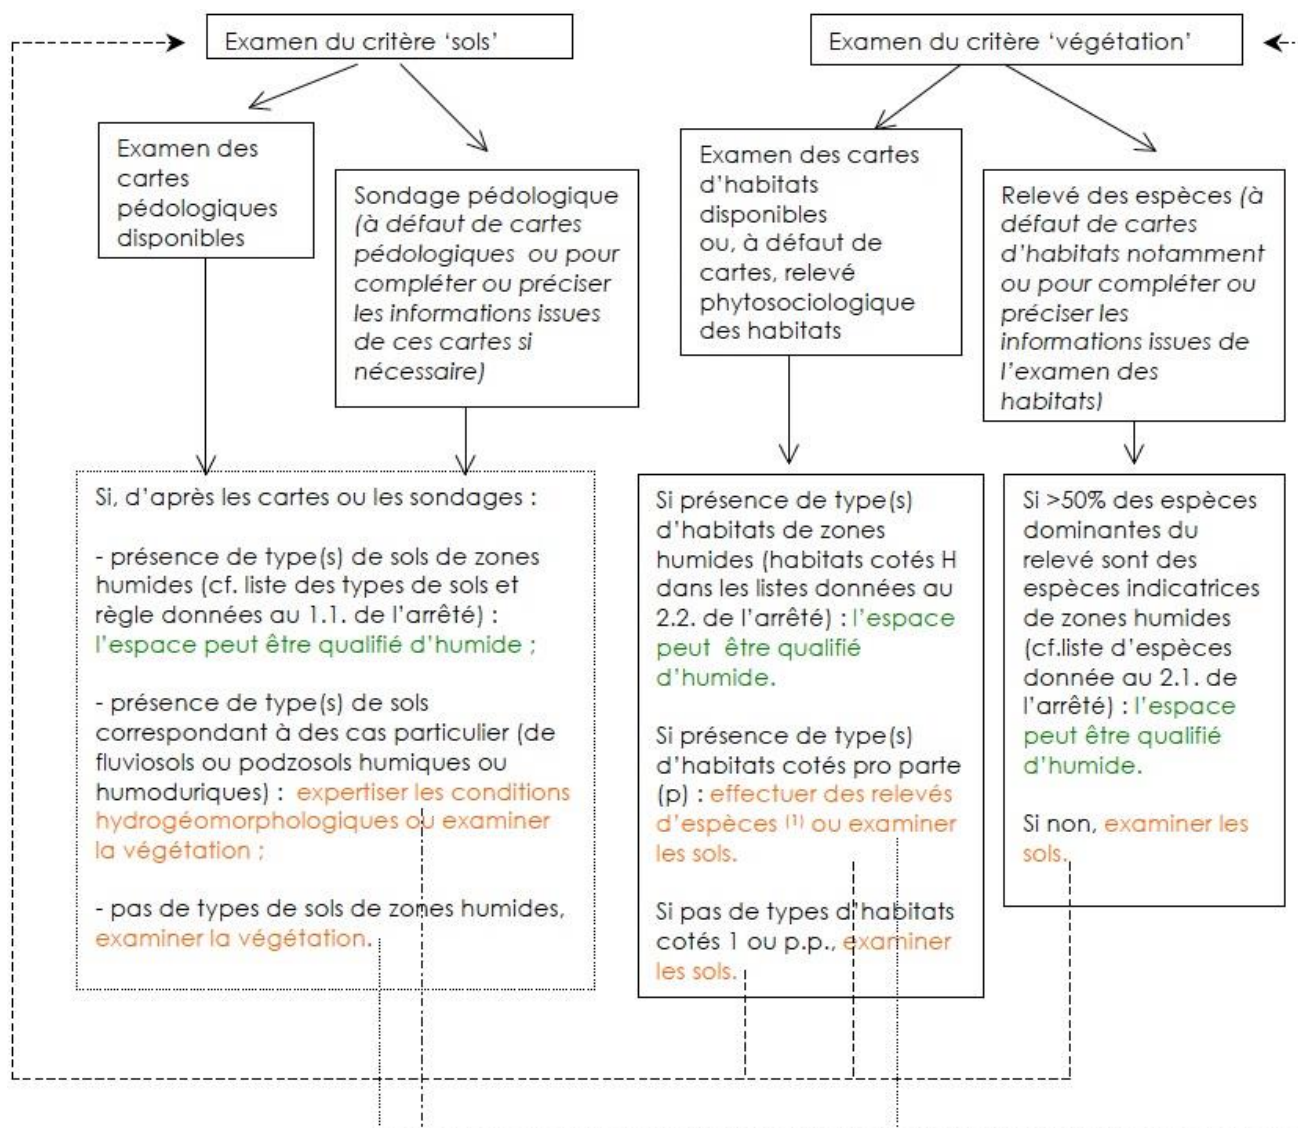 Examen du critère ‘sols’
Examen du critère ‘végétation’
Examen des
cartes
pédologiques
disponibles
Sondage pédologique
(à défaut de cartes
pédologiques ou pour
compléter ou préciser
les informations issues
de ces cartes si
nécessaire)
Examen des cartes
d’habitats
disponibles
ou, à défaut de
cartes, relevé
phytosociologique
des habitats
Relevé des espèces (à
défaut de cartes
d’habitats notamment
ou pour compléter ou
préciser les
informations issues de
l’examen des
habitats)
Si, d’après les cartes ou les sondages :
- présence de type(s) de sols de zones
humides (cf. liste des types de sols et
règle données au 1.1. de l’arrêté) :
l’espace peut être qualifié d’humide ;
- présence de type(s) de sols
correspondant à des cas particulier (de
fluviosols ou podzosols humiques ou
humoduriques) : expertiser les conditions
hydrogéomorphologiques ou examiner
la végétation ;
- pas de types de sols de zones humides,
examiner la végétation.
Si présence de type(s)
d’habitats de zones
humides (habitats cotés H
dans les listes données au
2.2. de l’arrêté) : l’espace
peut être qualifié
d’humide.
Si présence de type(s)
d’habitats cotés pro parte
(p) : effectuer des relevés
d’espèces (1) ou examiner
les sols.
Si pas de types d’habitats
cotés 1 ou p.p., examiner
les sols.
Si >50% des espèces
dominantes du
relevé sont des
espèces indicatrices
de zones humides
(cf.liste d’espèces
donnée au 2.1. de
l’arrêté) : l’espace
peut être qualifié
d’humide.
Si non, examiner les
sols.